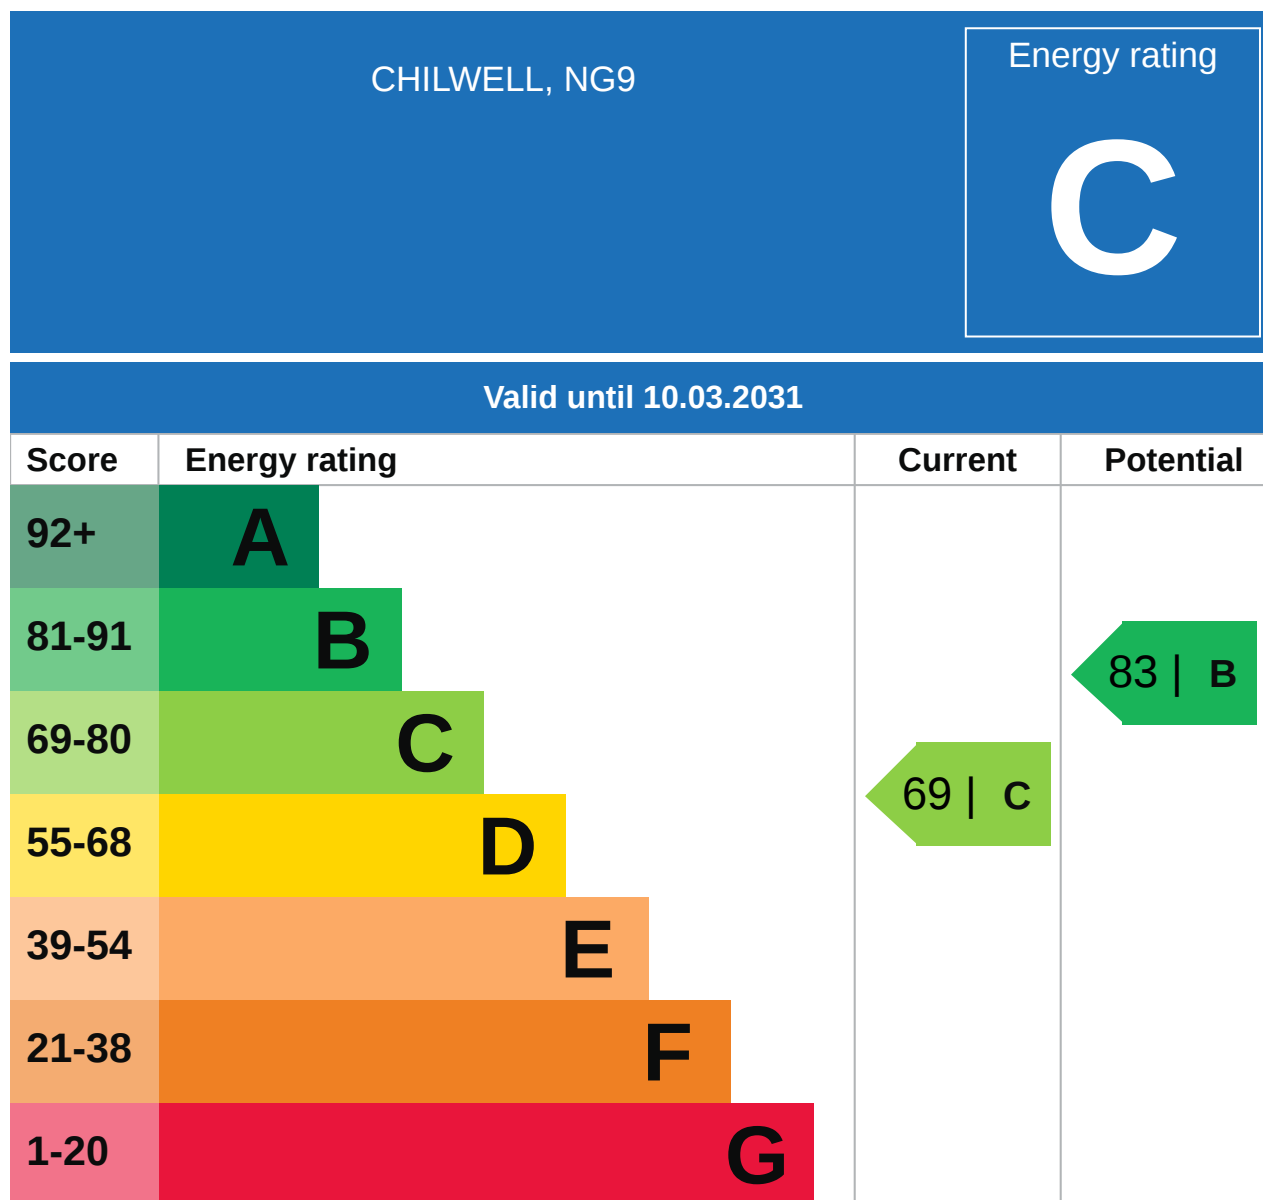 CHILWELL, NG9
Energy rating
C
Valid until 10.03.2031
Score Energy rating Current Potential
92+ A
81-91 B
83 | B
69-80 C
69 | C
55-68 D
39-54 E
21-38 F
1-20 G